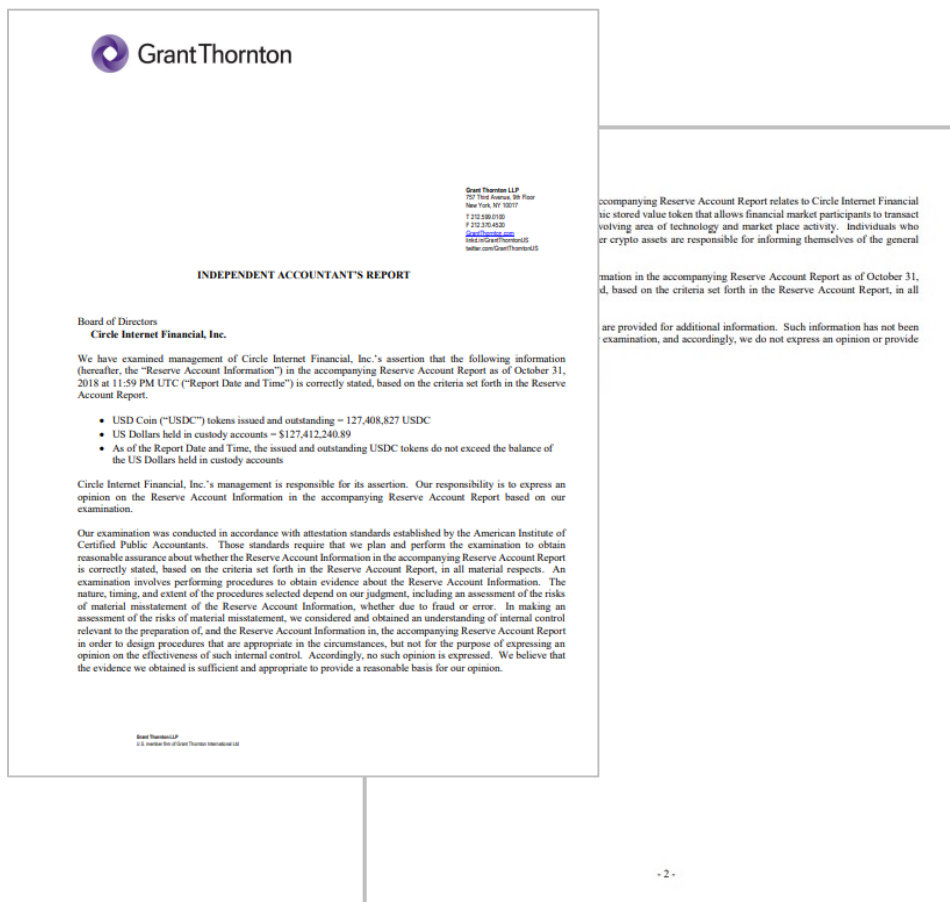 Grant Thornton
Grant Thornton LLP
757 Third Avenue, 9th Floor
New York, NY 10017
T 212.599.0100
F 212.370.4520
GrantThornton.com
linkd.in/GrantThorntonUS
twitter.com/GrantThorntonUS
INDEPENDENT ACCOUNTANT'S REPORT
Board of Directors
Circle Internet Financial, Inc.
We have examined management of Circle Internet Financial, Inc.'s assertion that the following information
(hereafter, the “Reserve Account Information”) in the accompanying Reserve Account Report as of October 31,
2018 at 11:59 PM UTC (“Report Date and Time”) is correctly stated, based on the criteria set forth in the Reserve
Account Report.
• USD Coin (“USDC”) tokens issued and outstanding = 127,408,827 USDC
• US Dollars held in custody accounts = $127,412,240.89
• As of the Report Date and Time, the issued and outstanding USDC tokens do not exceed the balance of
the US Dollars held in custody accounts
Circle Internet Financial, Inc.'s management is responsible for its assertion. Our responsibility is to express an
opinion on the Reserve Account Information in the accompanying Reserve Account Report based on our
examination.
Our examination was conducted in accordance with attestation standards established by the American Institute of
Certified Public Accountants. Those standards require that we plan and perform the examination to obtain
reasonable assurance about whether the Reserve Account Information in the accompanying Reserve Account Report
is correctly stated, based on the criteria set forth in the Reserve Account Report, in all material respects. An
examination involves performing procedures to obtain evidence about the Reserve Account Information. The
nature, timing, and extent of the procedures selected depend on our judgment, including an assessment of the risks
of material misstatement of the Reserve Account Information, whether due to fraud or error. In making an
assessment of the risks of material misstatement, we considered and obtained an understanding of internal control
relevant to the preparation of, and the Reserve Account Information in, the accompanying Reserve Account Report
in order to design procedures that are appropriate in the circumstances, but not for the purpose of expressing an
opinion on the effectiveness of such internal control. Accordingly, no such opinion is expressed. We believe that
the evidence we obtained is sufficient and appropriate to provide a reasonable basis for our opinion.
Grant Thornton LLP
U.S. member firm of Grant Thornton International Ltd
ccompanying Reserve Account Report relates to Circle Internet Financial
nic stored value token that allows financial market participants to transact
volving area of technology and market place activity. Individuals who
er crypto assets are responsible for informing themselves of the general
rmation in the accompanying Reserve Account Report as of October 31,
d, based on the criteria set forth in the Reserve Account Report, in all
are provided for additional information. Such information has not been
examination, and accordingly, we do not express an opinion or provide
- 2 -